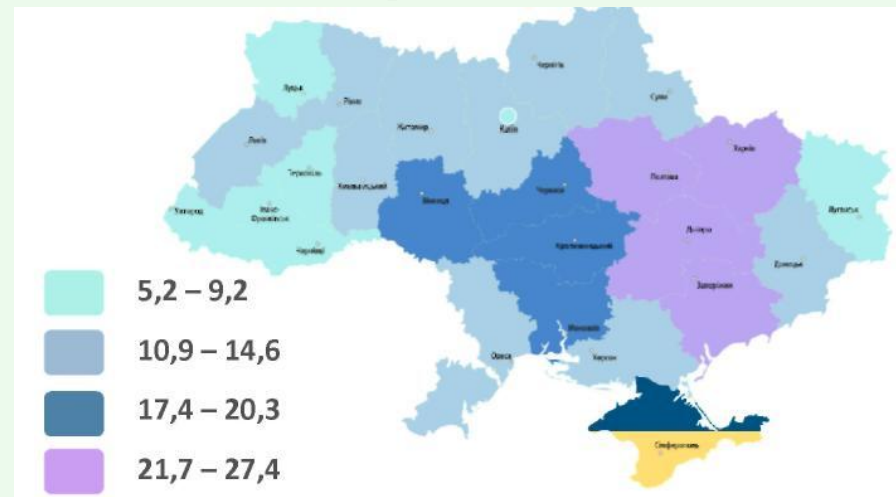 Чернігів
Луцьк
Рівне
Суми
Житомир
Київ
Львів
Харків
Тернопіль
Хмельницький
Полтава
Вінниця
Черкаси
Ужгород
Івано-
Франківськ
Луганськ
Дніпро
Кропивницький
Чернівці
Донецьк
Запоріжжя
5,2 – 9,2
Миколаїв
10,9 – 14,6
Одеса
Херсон
17,4 – 20,3
Сімферополь
21,7 – 27,4